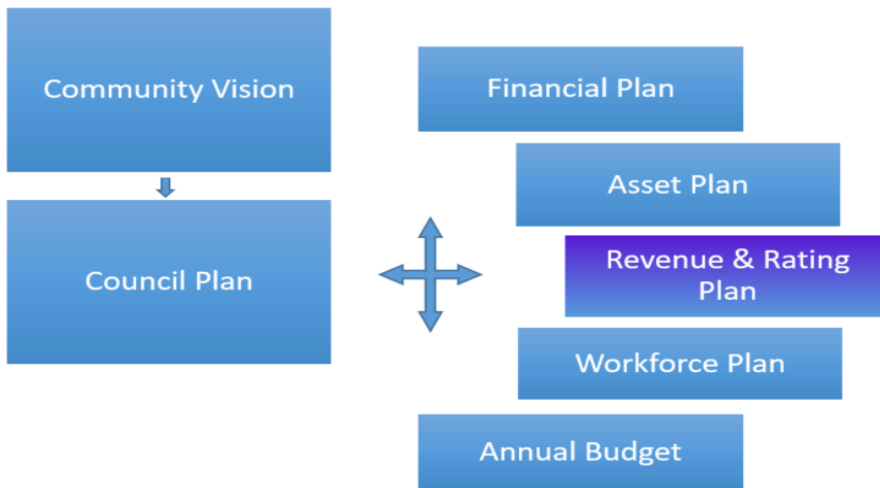 Community Vision
Council Plan
Financial Plan
Asset Plan
Revenue & Rating
Plan
Workforce Plan
Annual Budget